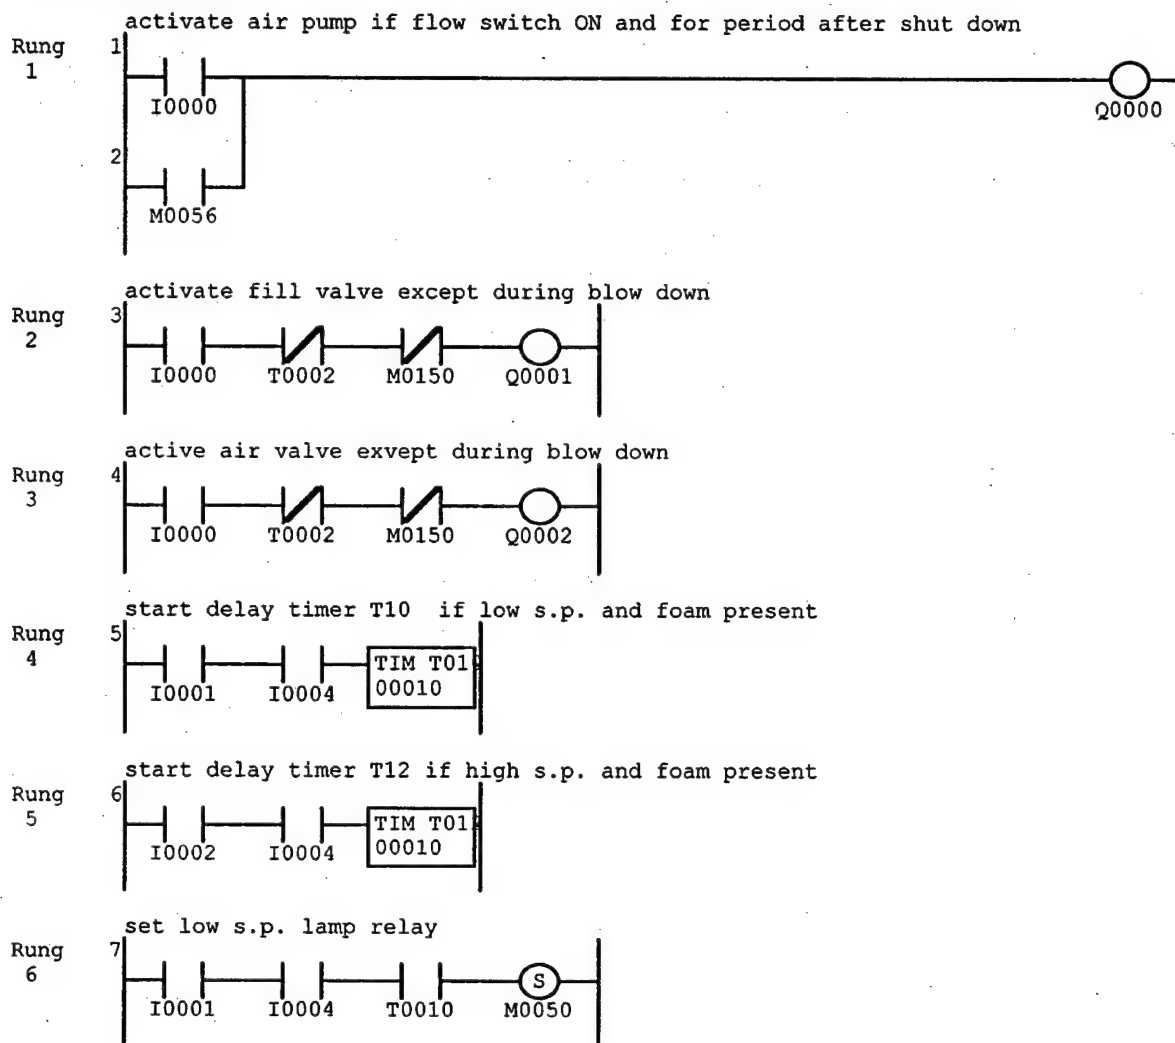 activate air pump if flow switch ON and for period after shut down
Rung 1
1
I0000
Q0000
2
M0056
activate fill valve except during blow down
Rung 2
3
I0000 T0002 M0150 Q0001
active air valve exvept during blow down
Rung 3
4
I0000 T0002 M0150 Q0002
start delay timer T10 if low s.p. and foam present
Rung 4
5
TIM T01
00010
I0001 I0004
start delay timer T12 if high s.p. and foam present
Rung 5
6
TIM T01
00010
I0002 I0004
set low s.p. lamp relay
Rung 6
7
S
I0001 I0004 T0010 M0050